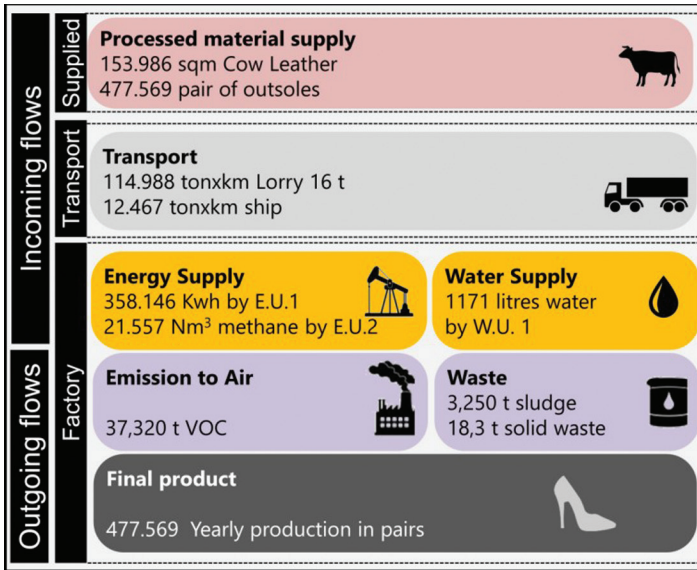 Incoming flows
Outgoing flows
Supplied
Transport
Factory
Processed material supply
153.986 sqm Cow Leather
477.569 pair of outsoles
Transport
114.988 tonxkm Lorry 16 t
12.467 tonxkm ship
Energy Supply
358.146 Kwh by E.U.1
21.557 Nm³ methane by E.U.2
Water Supply
1171 litres water
by W.U. 1
Emission to Air
37,320 t VOC
Waste
3,250 t sludge
18,3 t solid waste
Final product
477.569 Yearly production in pairs